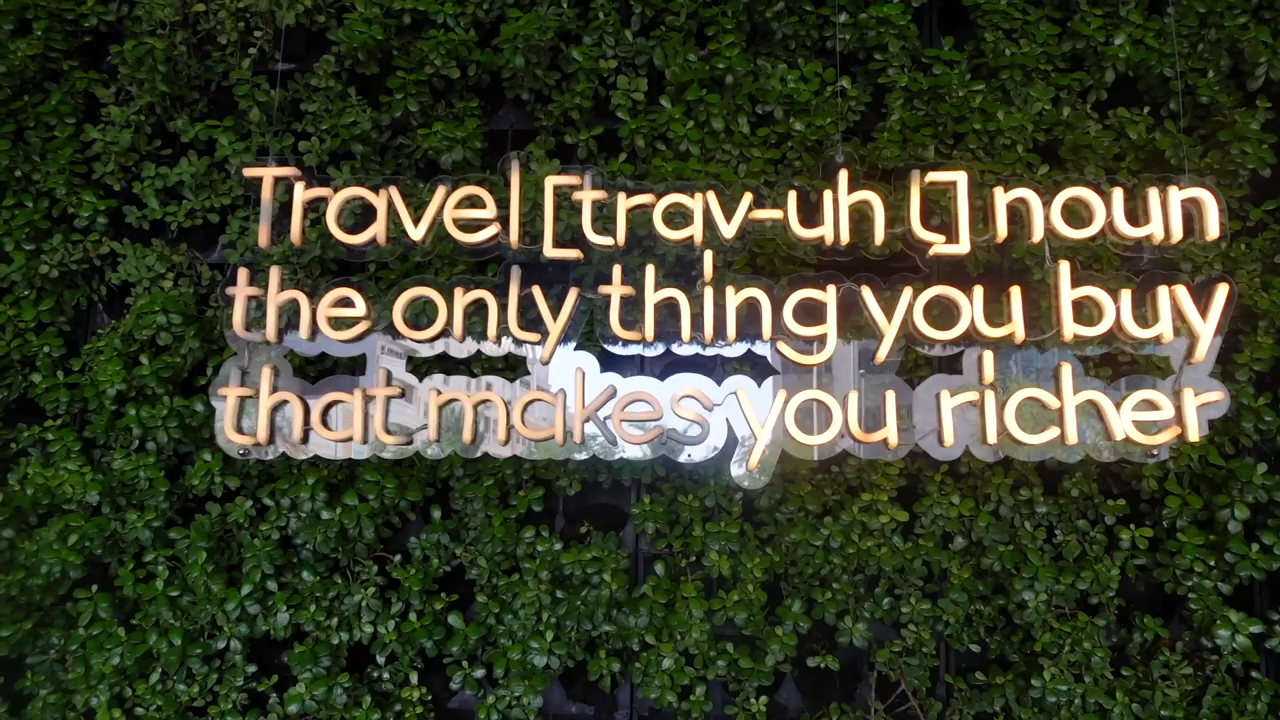 Travel [trav-uh l] noun
the only thing you buy
that makes you richer